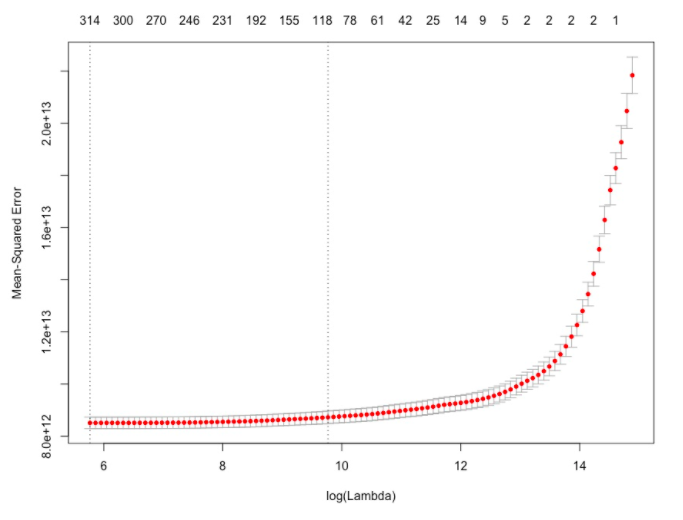 314 300 270 246 231 192 155 118 78 61 42 25 14 9 5 2 2 2 2 1
2.0e+13
1.6e+13
1.2e+13
8.0e+12
Mean-Squared Error
6 8 10 12 14
log(Lambda)